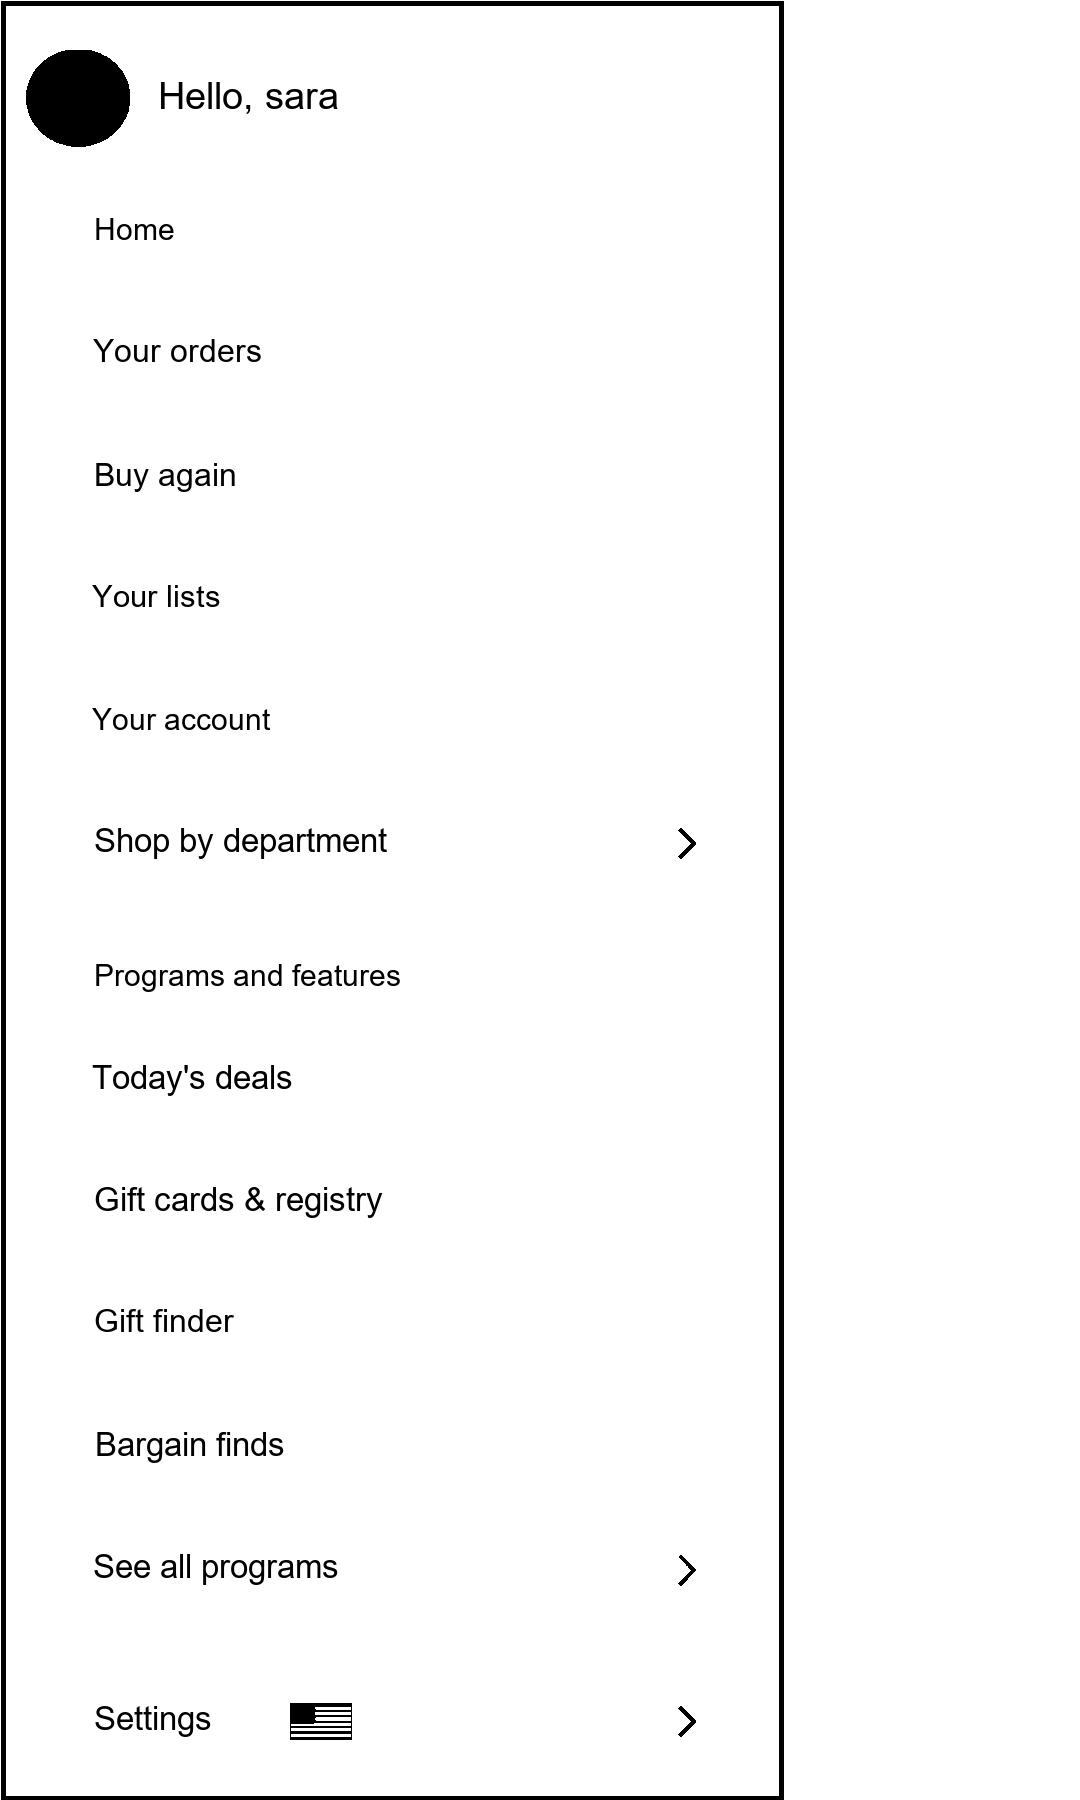 Hello, sara
Home
Your orders
Buy again
Your lists
Your account
Shop by department
Programs and features
Today's deals
Gift cards & registry
Gift finder
Bargain finds
See all programs
Settings